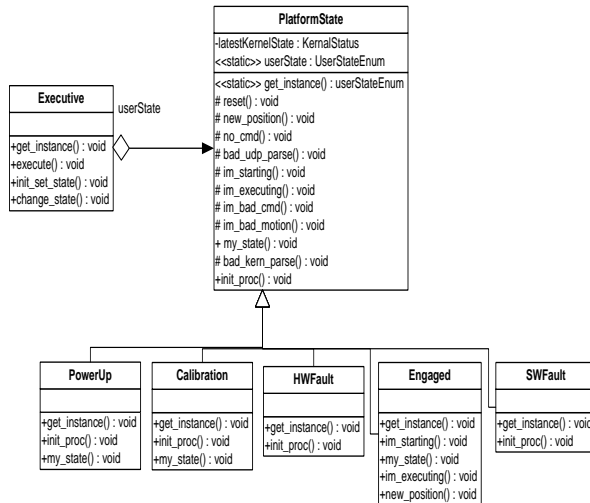 PlatformState
-latestKernelState : KernalStatus
<<static>> userState : UserStateEnum
<<static>> get_instance() : userStateEnum
# reset() : void
# new_position() : void
# no_cmd() : void
# bad_udp_parse() : void
# im_starting() : void
# im_executing() : void
# im_bad_cmd() : void
# im_bad_motion() : void
+ my_state() : void
# bad_kern_parse() : void
+init_proc() : void
Executive
+get_instance() : void
+execute() : void
+init_set_state() : void
+change_state() : void
userState
PowerUp
+get_instance() : void
+init_proc() : void
+my_state() : void
Calibration
+get_instance() : void
+init_proc() : void
+my_state() : void
HWFault
+get_instance() : void
+init_proc() : void
Engaged
+get_instance() : void
+im_starting() : void
+my_state() : void
+im_executing() : void
+new_position() : void
SWFault
+get_instance() : void
+init_proc() : void